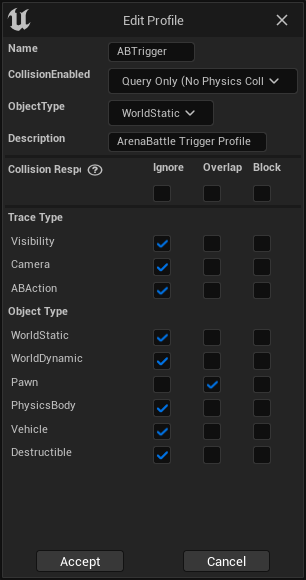 Edit Profile
Name ABTrigger
CollisionEnabled Query Only (No Physics Coll
ObjectType WorldStatic
Description ArenaBattle Trigger Profile
Collision Resp ? Ignore Overlap Block
Trace Type
Visibility
Camera
ABAction
Object Type
WorldStatic
WorldDynamic
Pawn
PhysicsBody
Vehicle
Destructible
Accept Cancel